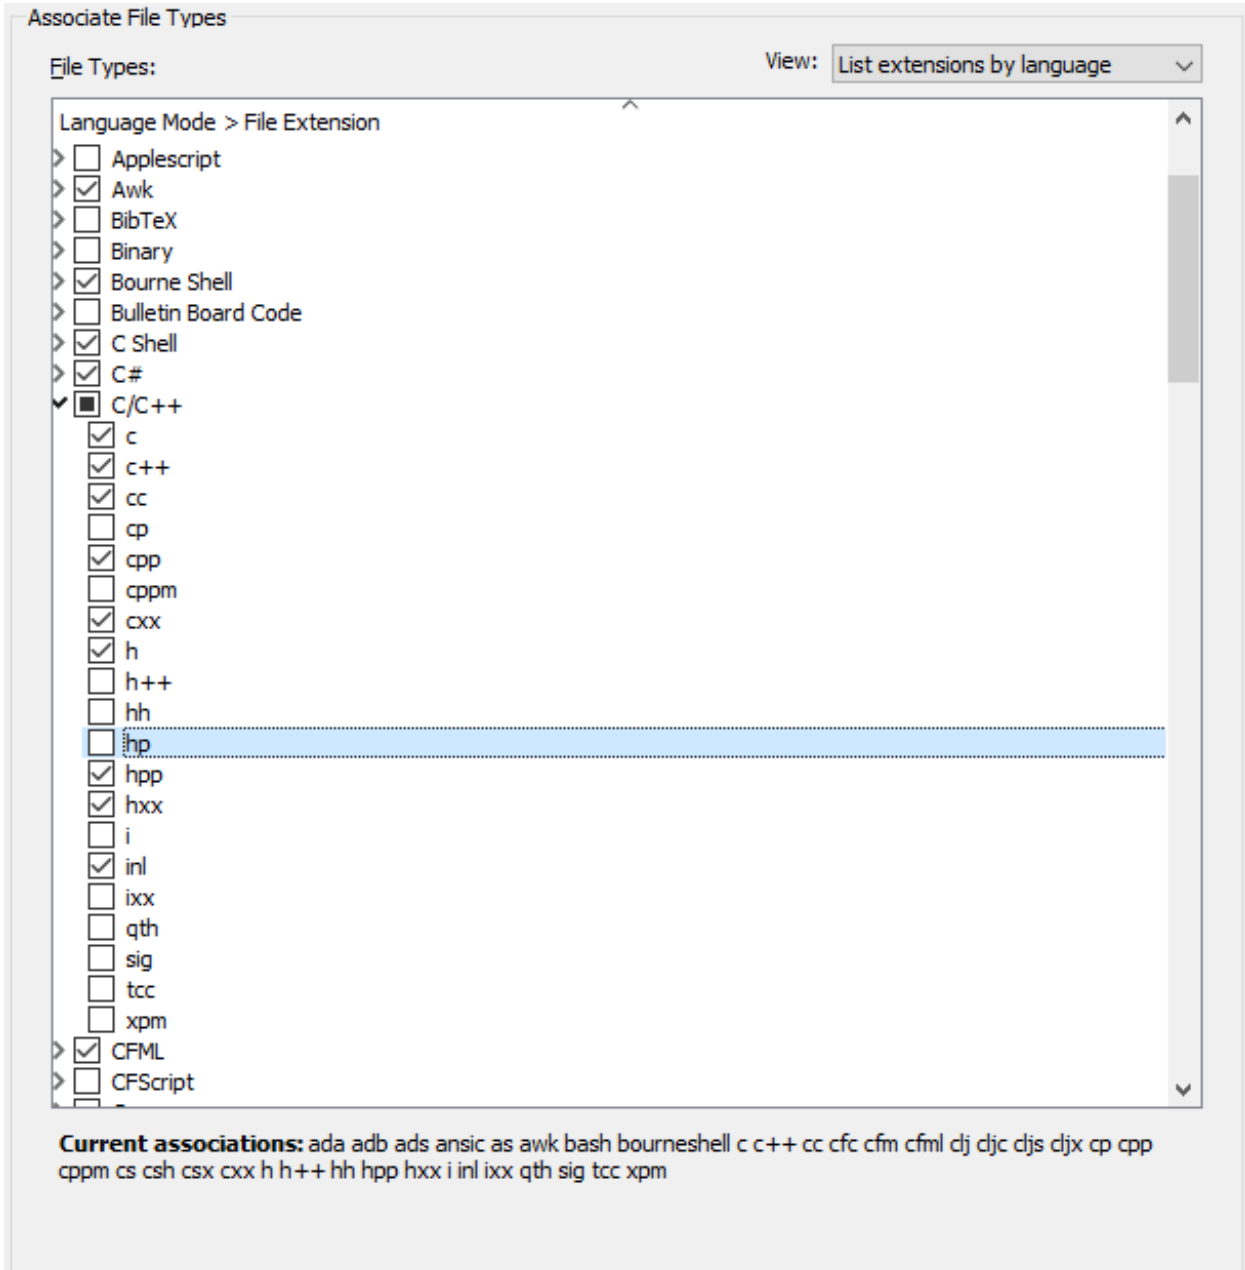 Associate File Types
File Types:
View: List extensions by language
Language Mode > File Extension
Applescript
Awk
BibTeX
Binary
Bourne Shell
Bulletin Board Code
C Shell
C#
C/C++
c
c++
cc
cp
cpp
cppm
cxx
h
h++
hh
hp
hpp
hxx
i
inl
ixx
qth
sig
tcc
xpm
CFML
CFScript
Current associations: ada adb ads ansic as awk bash bourneshell c c++ cc cfc cfm cfml clj cljc cljs cljx cp cpp
cppm cs csh csx cxx h h++ hh hpp hxx i inl ixx qth sig tcc xpm